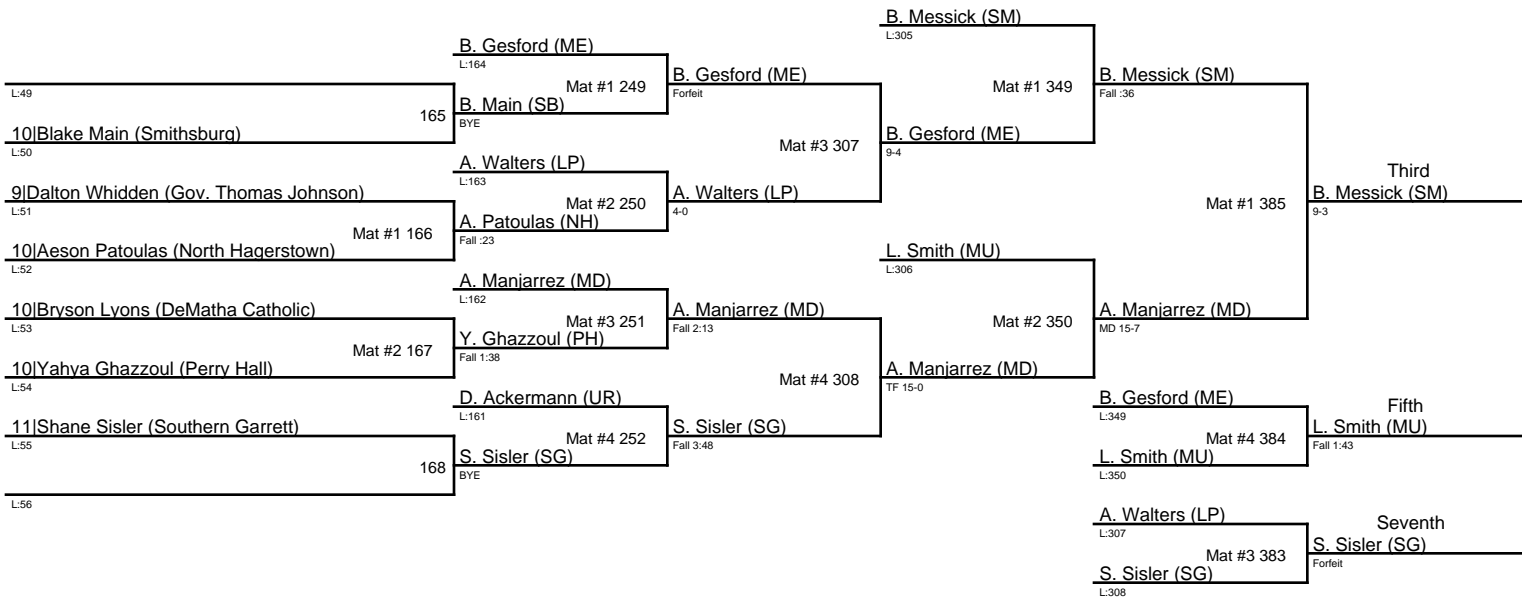 B. Messick (SM)
L:305
B. Gesford (ME)
L:164
Mat #1 249
B. Gesford (ME)
Forfeit
Mat #1 349
B. Messick (SM)
Fall :36
L:49
165
B. Main (SB)
BYE
10|Blake Main (Smithsburg)
L:50
Mat #3 307
B. Gesford (ME)
9-4
A. Walters (LP)
L:163
Mat #2 250
A. Walters (LP)
4-0
9|Dalton Whidden (Gov. Thomas Johnson)
L:51
Mat #1 166
A. Patoulas (NH)
Fall :23
10|Aeson Patoulas (North Hagerstown)
L:52
Mat #1 385
Third
B. Messick (SM)
9-3
L. Smith (MU)
L:306
A. Manjarrez (MD)
L:162
Mat #3 251
A. Manjarrez (MD)
Fall 2:13
10|Bryson Lyons (DeMatha Catholic)
L:53
Mat #2 167
Y. Ghazzoul (PH)
Fall 1:38
10|Yahya Ghazzoul (Perry Hall)
L:54
Mat #2 350
A. Manjarrez (MD)
MD 15-7
Mat #4 308
A. Manjarrez (MD)
TF 15-0
D. Ackermann (UR)
L:161
Mat #4 252
S. Sisler (SG)
Fall 3:48
11|Shane Sisler (Southern Garrett)
L:55
168
S. Sisler (SG)
BYE
L:56
B. Gesford (ME)
L:349
Mat #4 384
Fifth
L. Smith (MU)
Fall 1:43
L. Smith (MU)
L:350
A. Walters (LP)
L:307
Mat #3 383
Seventh
S. Sisler (SG)
Forfeit
S. Sisler (SG)
L:308